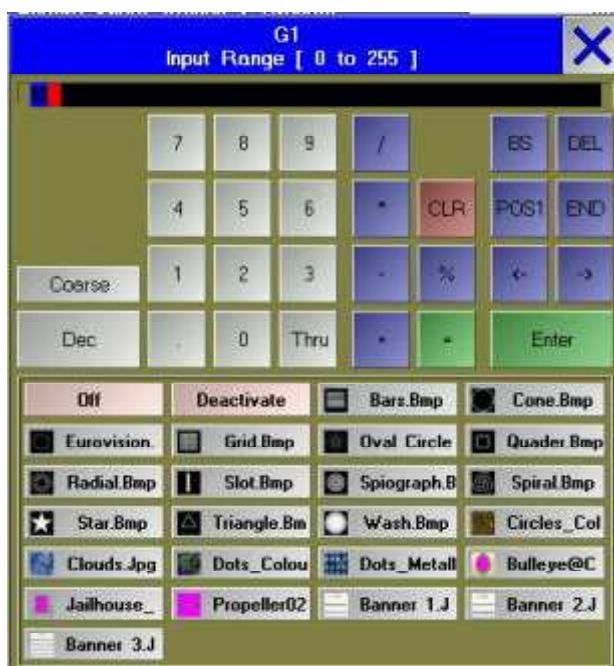 G1
Input Range [ 0 to 255 ]
7 8 9 / BS DEL
4 5 6 * CLR POS1 END
Coarse 1 2 3 - % <- ->
Dec . 0 Thru Enter
Off Deactivate Bars.Bmp Cone.Bmp
Eurovision. Grid.Bmp Oval Circle Quader.Bmp
Radial.Bmp Slot.Bmp Spiograph.B Spiral.Bmp
Star.Bmp Triangle.Bm Wash.Bmp Circles_Col
Clouds.Jpg Dots_Colou Dots_Metall Bulleye@C
Jailhouse_ Propeller02 Banner 1.J Banner 2.J
Banner 3.J